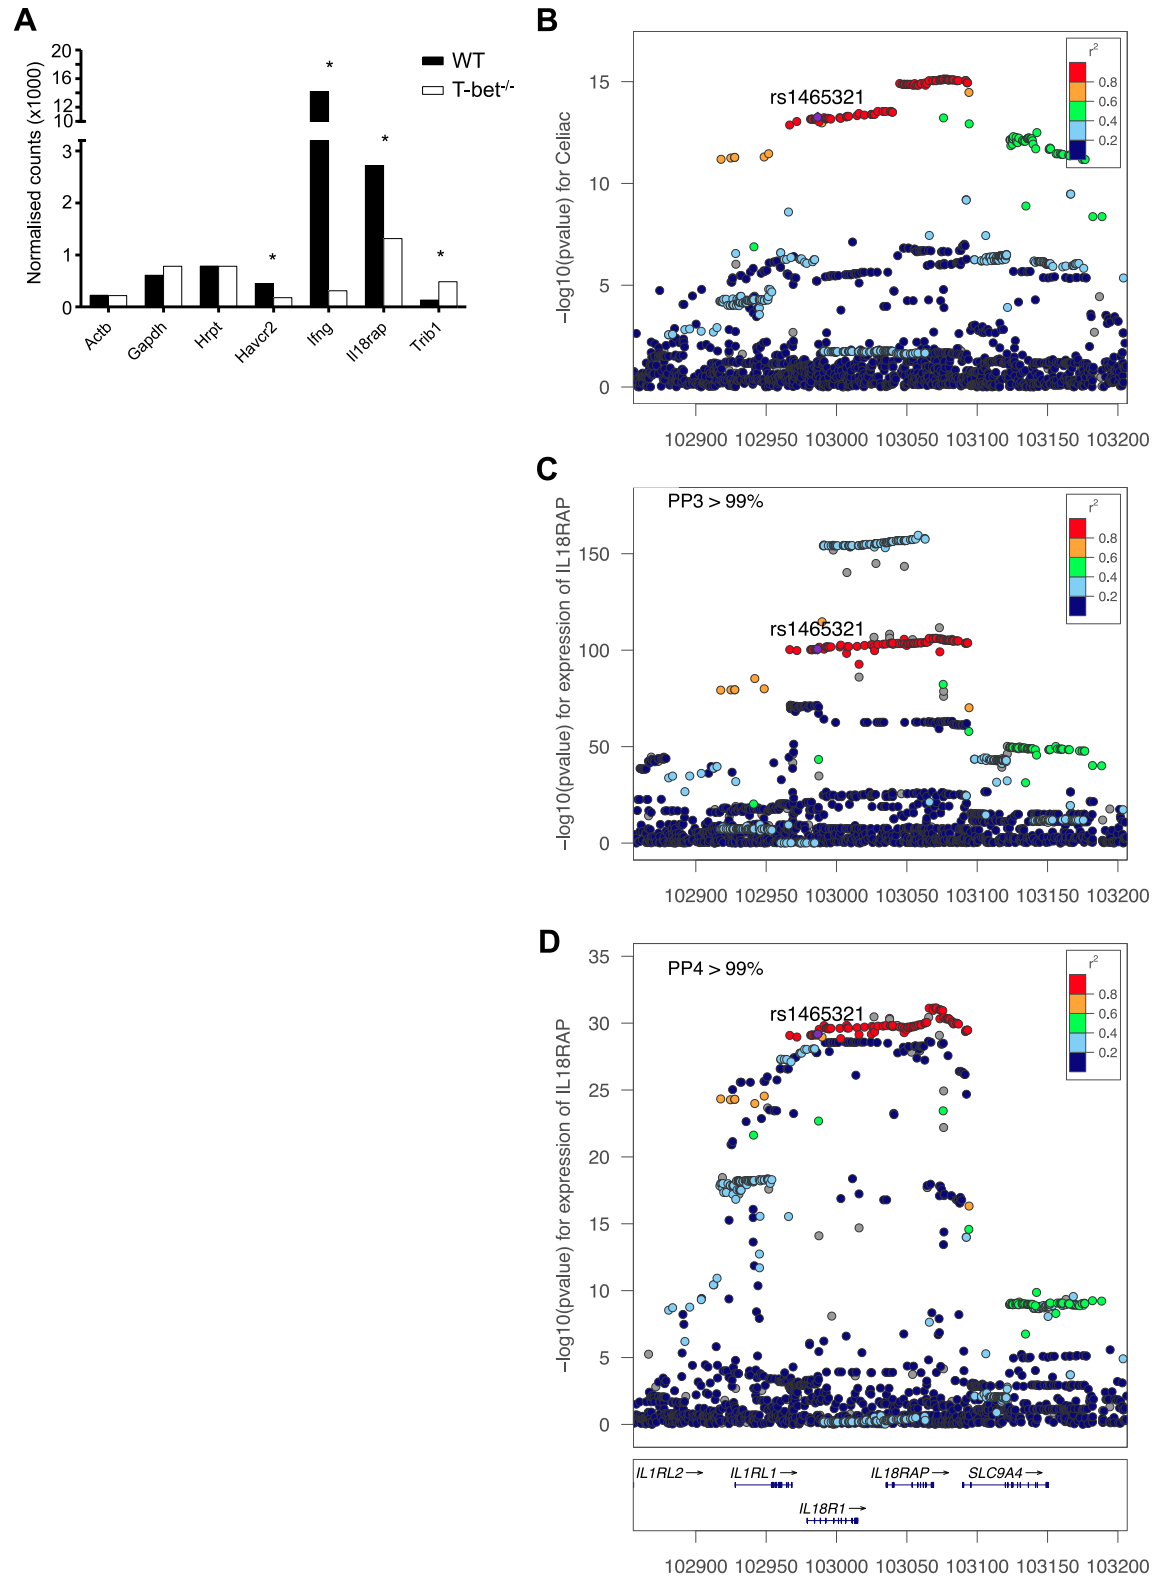 A
Normalised counts (x1000)
20
16
12
10
3
2
1
0
*
*
*
*
WT
T-bet-/-
Actb
Gapdh
Hrpt
Havc2
Ifng
Il18rap
Trib1
B
−log10(pvalue) for Celiac
15
10
5
0
rs1465321
r2
0.8
0.6
0.4
0.2
102900 102950 103000 103050 103100 103150 103200
C
−log10(pvalue) for expression of IL18RAP
PP3 > 99%
150
100
50
0
rs1465321
r2
0.8
0.6
0.4
0.2
102900 102950 103000 103050 103100 103150 103200
D
−log10(pvalue) for expression of IL18RAP
PP4 > 99%
35
30
25
20
15
10
5
0
rs1465321
r2
0.8
0.6
0.4
0.2
IL1RL2 → IL1RL1 → IL18RAP → SLC9A4 →
IL18R1 →
102900 102950 103000 103050 103100 103150 103200